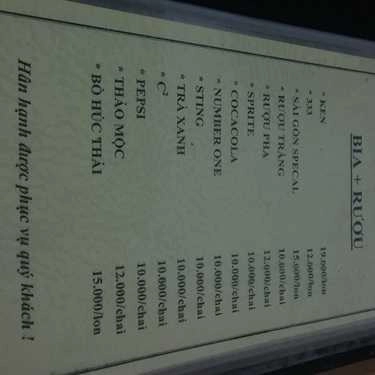 BIA + RƯỢU
* KEN 19.000/lon
* 333 12.000/lon
* SÀI GÒN SPECAL 15.000/lon
* RƯỢU TRẮNG 10.000/chai
* RƯỢU PHA 12.000/chai
* SPRITE 10.000/chai
* COCACOLA 10.000/chai
* NUMBER ONE 10.000/chai
* STING 10.000/chai
* TRÀ XANH 10.000/chai
* C² 10.000/chai
* PEPSI 10.000/chai
* THẢO MỘC 12.000/chai
* BÒ HÚC THÁI 15.000/lon
Hân hạnh được phục vụ quý khách !